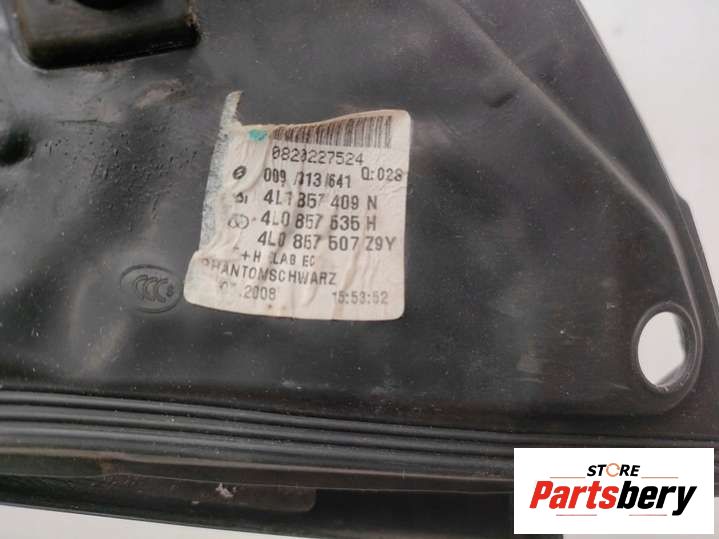 0820227524
009 /313/641 Q:028
4L1 857 409 N
4L0 857 535 H
4L0 857 507 Z9Y
+H LAB EC
PHANTOMSCHWARZ
.2008 15:53:52
CCC S
STORE
Partsbery